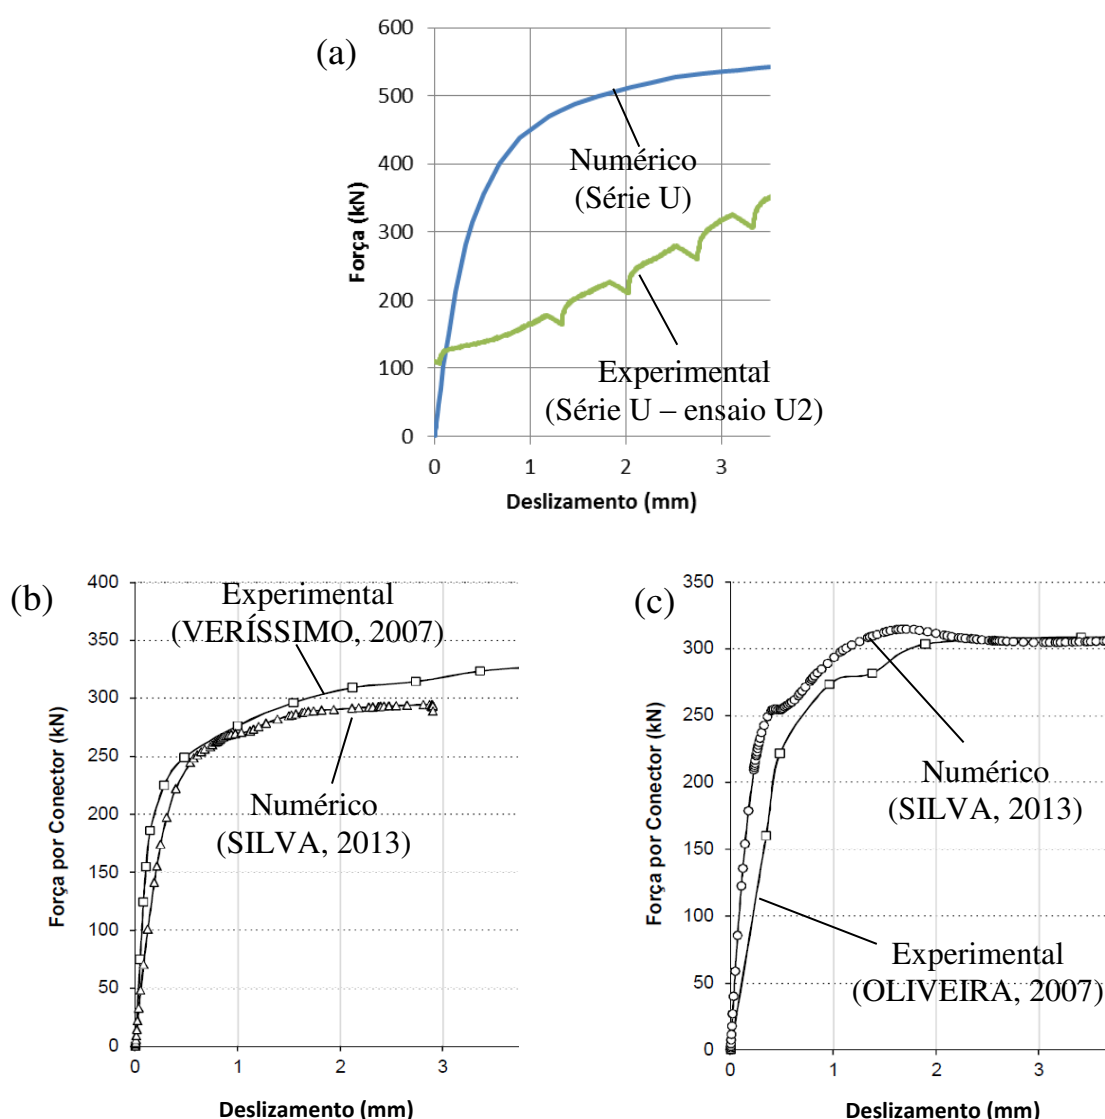 (a)
600
500
400
300
200
100
0
Força (kN)
Numérico
(Série U)
Experimental
(Série U – ensaio U2)
0 1 2 3
Deslizamento (mm)
(b)
400
350
300
250
200
150
100
50
0
Força por Conector (kN)
Experimental
(VERÍSSIMO, 2007)
Numérico
(SILVA, 2013)
0 1 2 3
Deslizamento (mm)
(c)
350
300
250
200
150
100
50
0
Força por Conector (kN)
Numérico
(SILVA, 2013)
Experimental
(OLIVEIRA, 2007)
0 1 2 3
Deslizamento (mm)